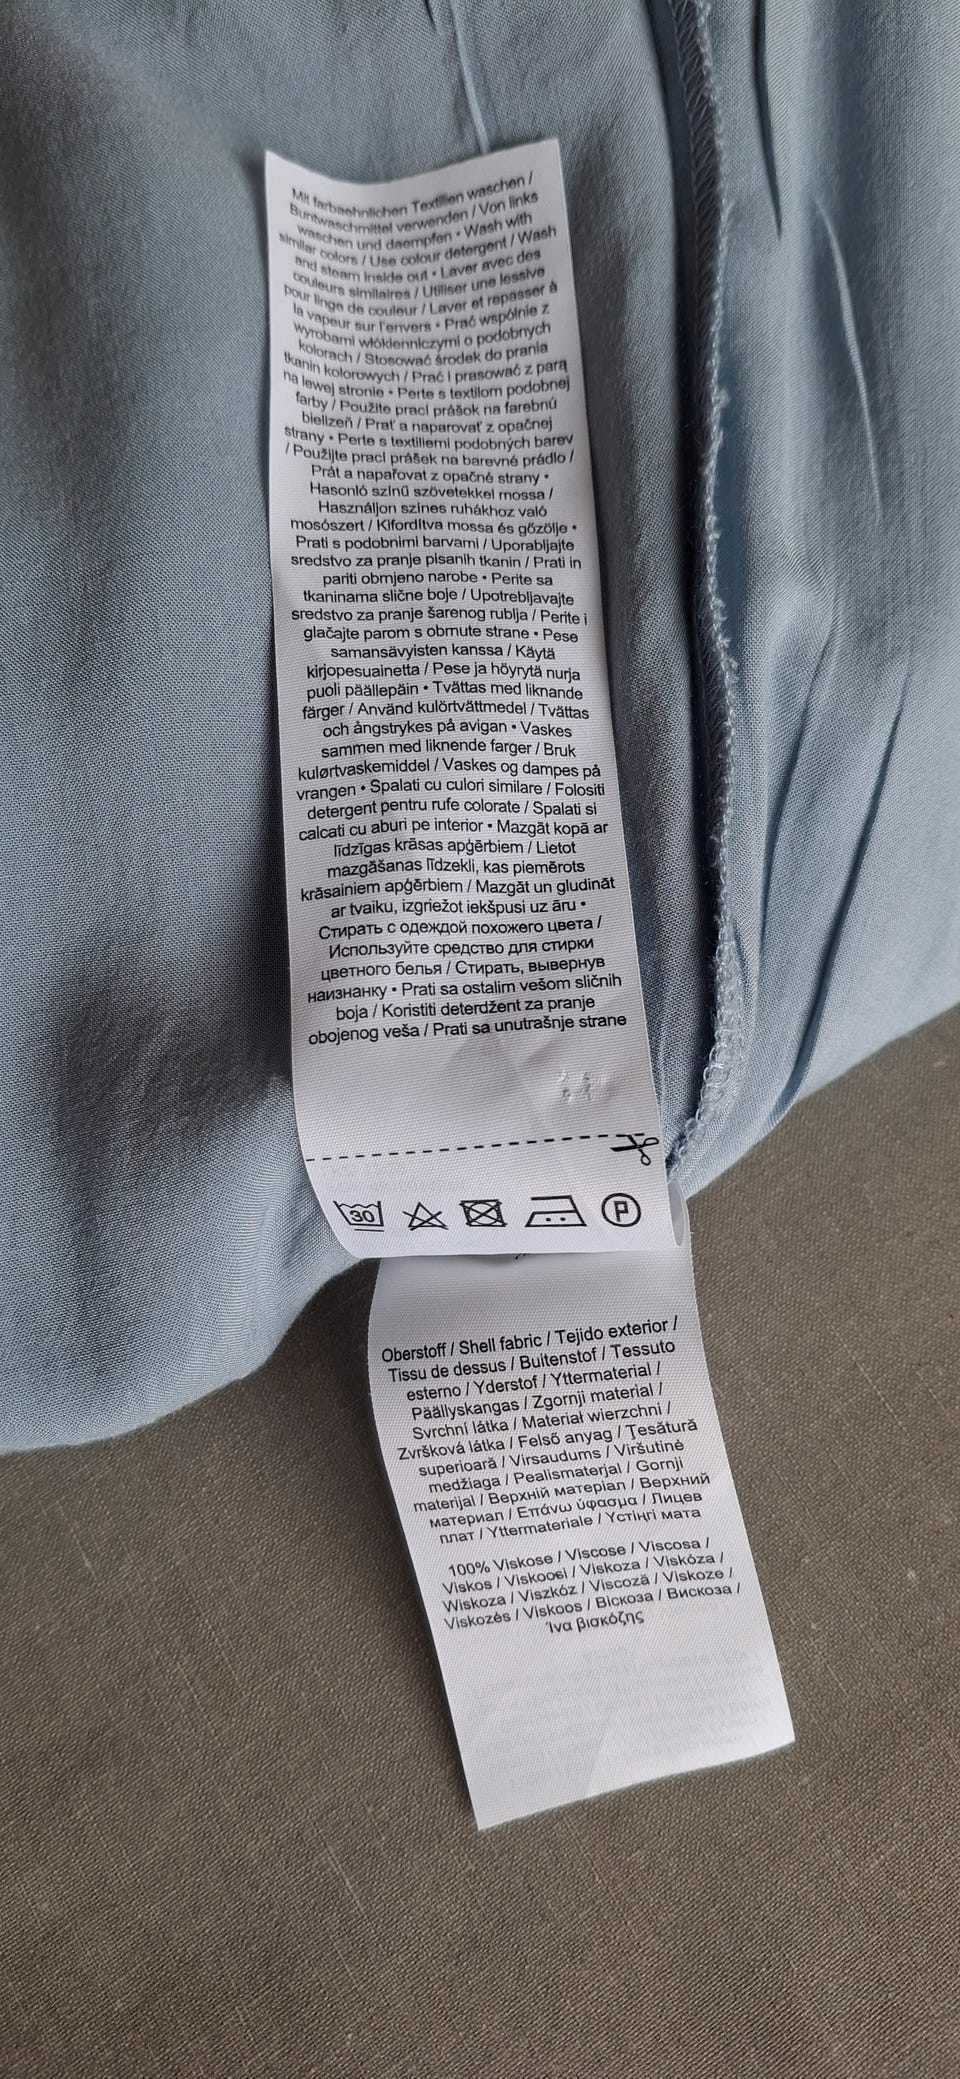 Mit farbaehnlichen Textilien waschen /
Buntwaschmittel verwenden / Von links
waschen und daempfen • Wash with
similar colors / Use colour detergent / Wash
and steam inside out • Laver avec des
couleurs similaires / Utiliser une lessive
pour linge de couleur / Laver et repasser à
la vapeur sur l'envers • Prać wspólnie z
wyrobami włókienniczymi o podobnych
kolorach / Stosować środek do prania
tkanin kolorowych / Prać i prasować z parą
na lewej stronie • Perte s textilom podobnej
farby / Použite prací prášok na farebnú
bielizeň / Prať a naparovať z opačnej
strany • Perte s textiliemi podobných barev
/ Použijte prací prášek na barevné prádlo /
Prát a napařovat z opačné strany •
Hasonló színű szövetekkel mossa /
Használjon színes ruhákhoz való
mosószert / Kifordítva mossa és gőzölje •
Prati s podobnimi barvami / Uporabljajte
sredstvo za pranje pisanih tkanin / Prati in
pariti obrnjeno narobe • Perite sa
tkaninama slične boje / Upotrebljavajte
sredstvo za pranje šarenog rublja / Perite i
glačajte parom s obrnute strane • Pese
samansävyisten kanssa / Käytä
kirjopesuainetta / Pese ja höyrytä nurja
puoli päällepäin • Tvättas med liknande
färger / Använd kulörtvättmedel / Tvättas
och ångstrykes på avigan • Vaskes
sammen med liknende farger / Bruk
kulørtvaskemiddel / Vaskes og dampes på
vrangen • Spalati cu culori similare / Folositi
detergent pentru rufe colorate / Spalati si
calcati cu aburi pe interior • Mazgāt kopā ar
līdzīgas krāsas apģērbiem / Lietot
mazgāšanas līdzekli, kas piemērots
krāsainiem apģērbiem / Mazgāt un gludināt
ar tvaiku, izgriežot iekšpusi uz āru •
Стирать с одеждой похожего цвета /
Используйте средство для стирки
цветного белья / Стирать, вывернув
наизнанку • Prati sa ostalim vešom sličnih
boja / Koristiti deterdžent za pranje
obojenog veša / Prati sa unutrašnje strane
30 P
Oberstoff / Shell fabric / Tejido exterior /
Tissu de dessus / Buitenstof / Tessuto
esterno / Yderstof / Yttermaterial /
Päällyskangas / Zgornji material /
Svrchní látka / Materiał wierzchni /
Zvršková látka / Felső anyag / Ţesătură
superioară / Virsaudums / Viršutinė
medžiaga / Pealismaterjal / Gornji
materijal / Верхній матеріал / Верхний
материал / Επάνω ύφασμα / Лицев
плат / Yttermateriale / Үстіңгі мата
100% Viskose / Viscose / Viscosa /
Viskos / Viskoosi / Viskoza / Viskóza /
Wiskoza / Viszkóz / Viscoză / Viskoze /
Viskozės / Viskoos / Віскоза / Вискоза /
Ίνα βισκόζης